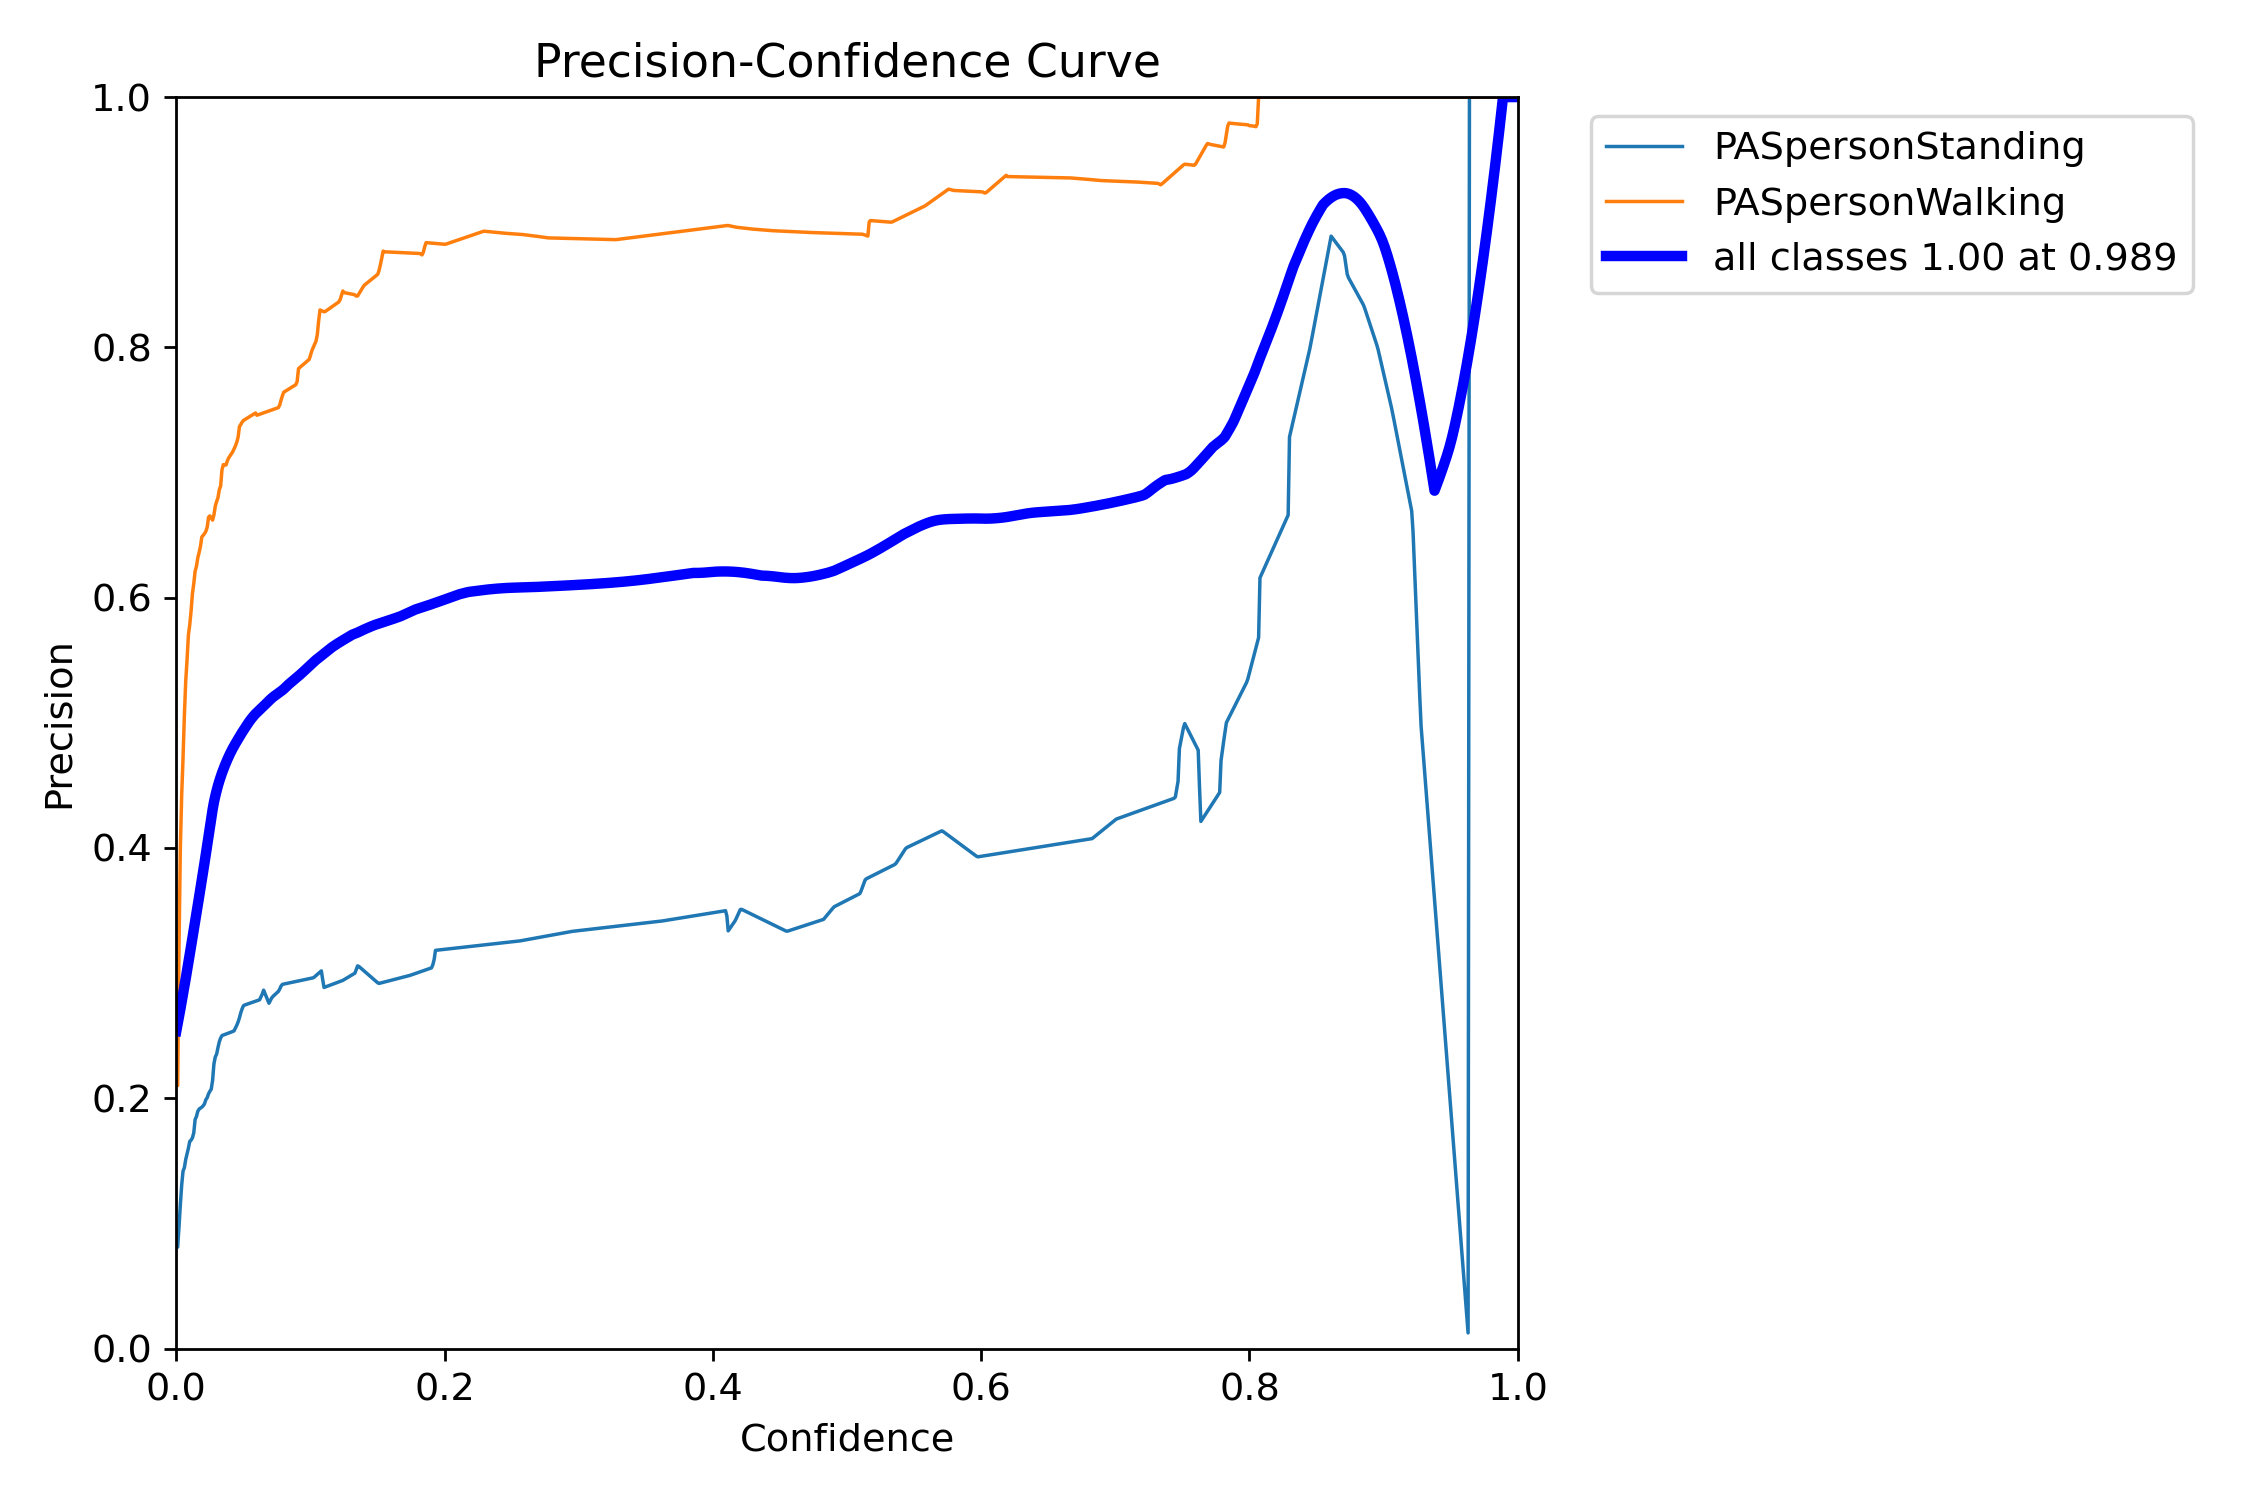 Precision-Confidence Curve
1.0
0.8
0.6
0.4
0.2
0.0
Precision
0.0 0.2 0.4 0.6 0.8 1.0
Confidence
PASpersonStanding
PASpersonWalking
all classes 1.00 at 0.989